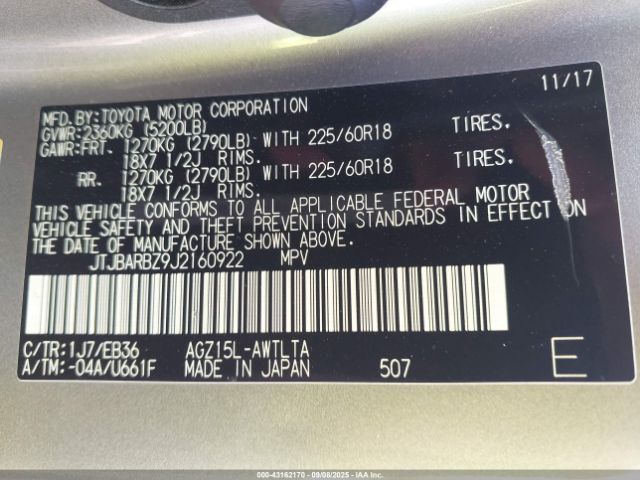 11/17
MFD.BY:TOYOTA MOTOR CORPORATION
GVWR:2360KG (5200LB)
GAWR:FRT. 1270KG (2790LB) WITH 225/60R18 TIRES,
18X7 1/2J RIMS.
RR. 1270KG (2790LB) WITH 225/60R18 TIRES,
18X7 1/2J RIMS.
THIS VEHICLE CONFORMS TO ALL APPLICABLE FEDERAL MOTOR
VEHICLE SAFETY AND THEFT PREVENTION STANDARDS IN EFFECT ON
THE DATE OF MANUFACTURE SHOWN ABOVE.
JTJBARBZ9J2160922 MPV
C/TR:1J7/EB36 AGZ15L-AWTLTA
A/TM:-04A/U661F MADE IN JAPAN 507 E
000-43162170 - 09/08/2025 - IAAI COPART